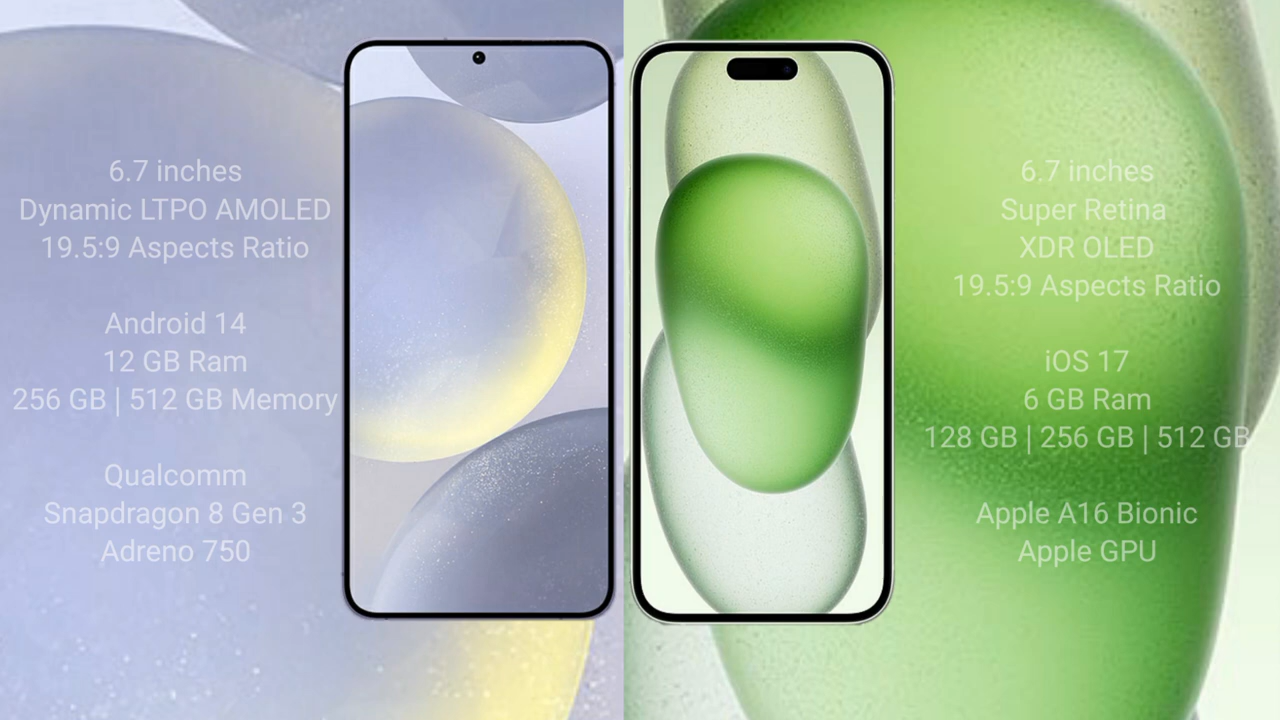 6.7 inches
Dynamic LTPO AMOLED
19.5:9 Aspects Ratio
Android 14
12 GB Ram
256 GB | 512 GB Memory
Qualcomm
Snapdragon 8 Gen 3
Adreno 750
6.7 inches
Super Retina
XDR OLED
19.5:9 Aspects Ratio
iOS 17
6 GB Ram
128 GB | 256 GB | 512 GB
Apple A16 Bionic
Apple GPU